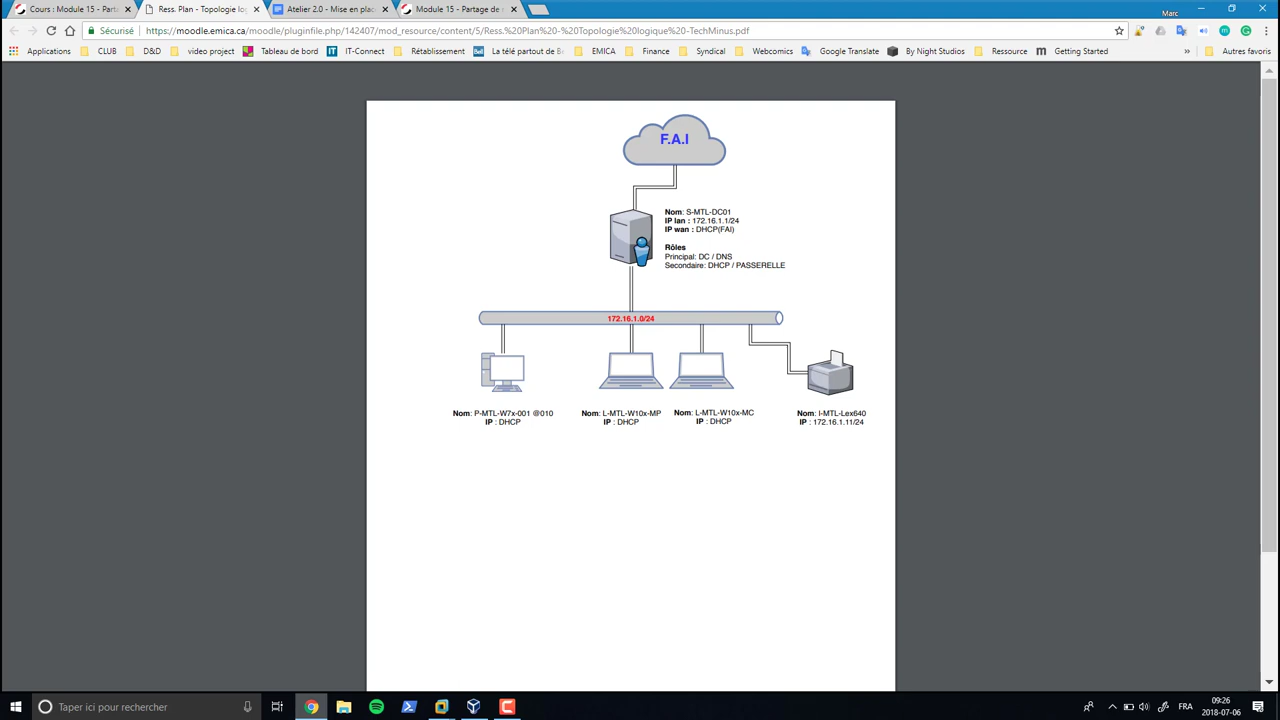 Cours : Module 15 - Part
Ress. Plan - Topologie log
Atelier 2.0 - Mise en place
Module 15 - Partage de
Marc
Sécurisé
https://moodle.emica.ca/moodle/pluginfile.php/142407/mod_resource/content/5/Ress.%20Plan%20-%20Topologie%20logique%20-TechMinus.pdf
Applications
CLUB
D&D
video project
Tableau de bord
IT-Connect
Rétablissement
La télé partout de B
EMICA
Finance
Syndical
Webcomics
Google Translate
By Night Studios
Ressource
Getting Started
»
Autres favoris
F.A.I
Nom: S-MTL-DC01
IP lan : 172.16.1.1/24
IP wan : DHCP(FAI)
Rôles
Principal: DC / DNS
Secondaire: DHCP / PASSERELLE
172.16.1.0/24
Nom: P-MTL-W7x-001 @010
IP : DHCP
Nom: L-MTL-W10x-MP
IP : DHCP
Nom: L-MTL-W10x-MC
IP : DHCP
Nom: I-MTL-Lex640
IP : 172.16.1.11/24
Taper ici pour rechercher
FRA
09:26
2018-07-06